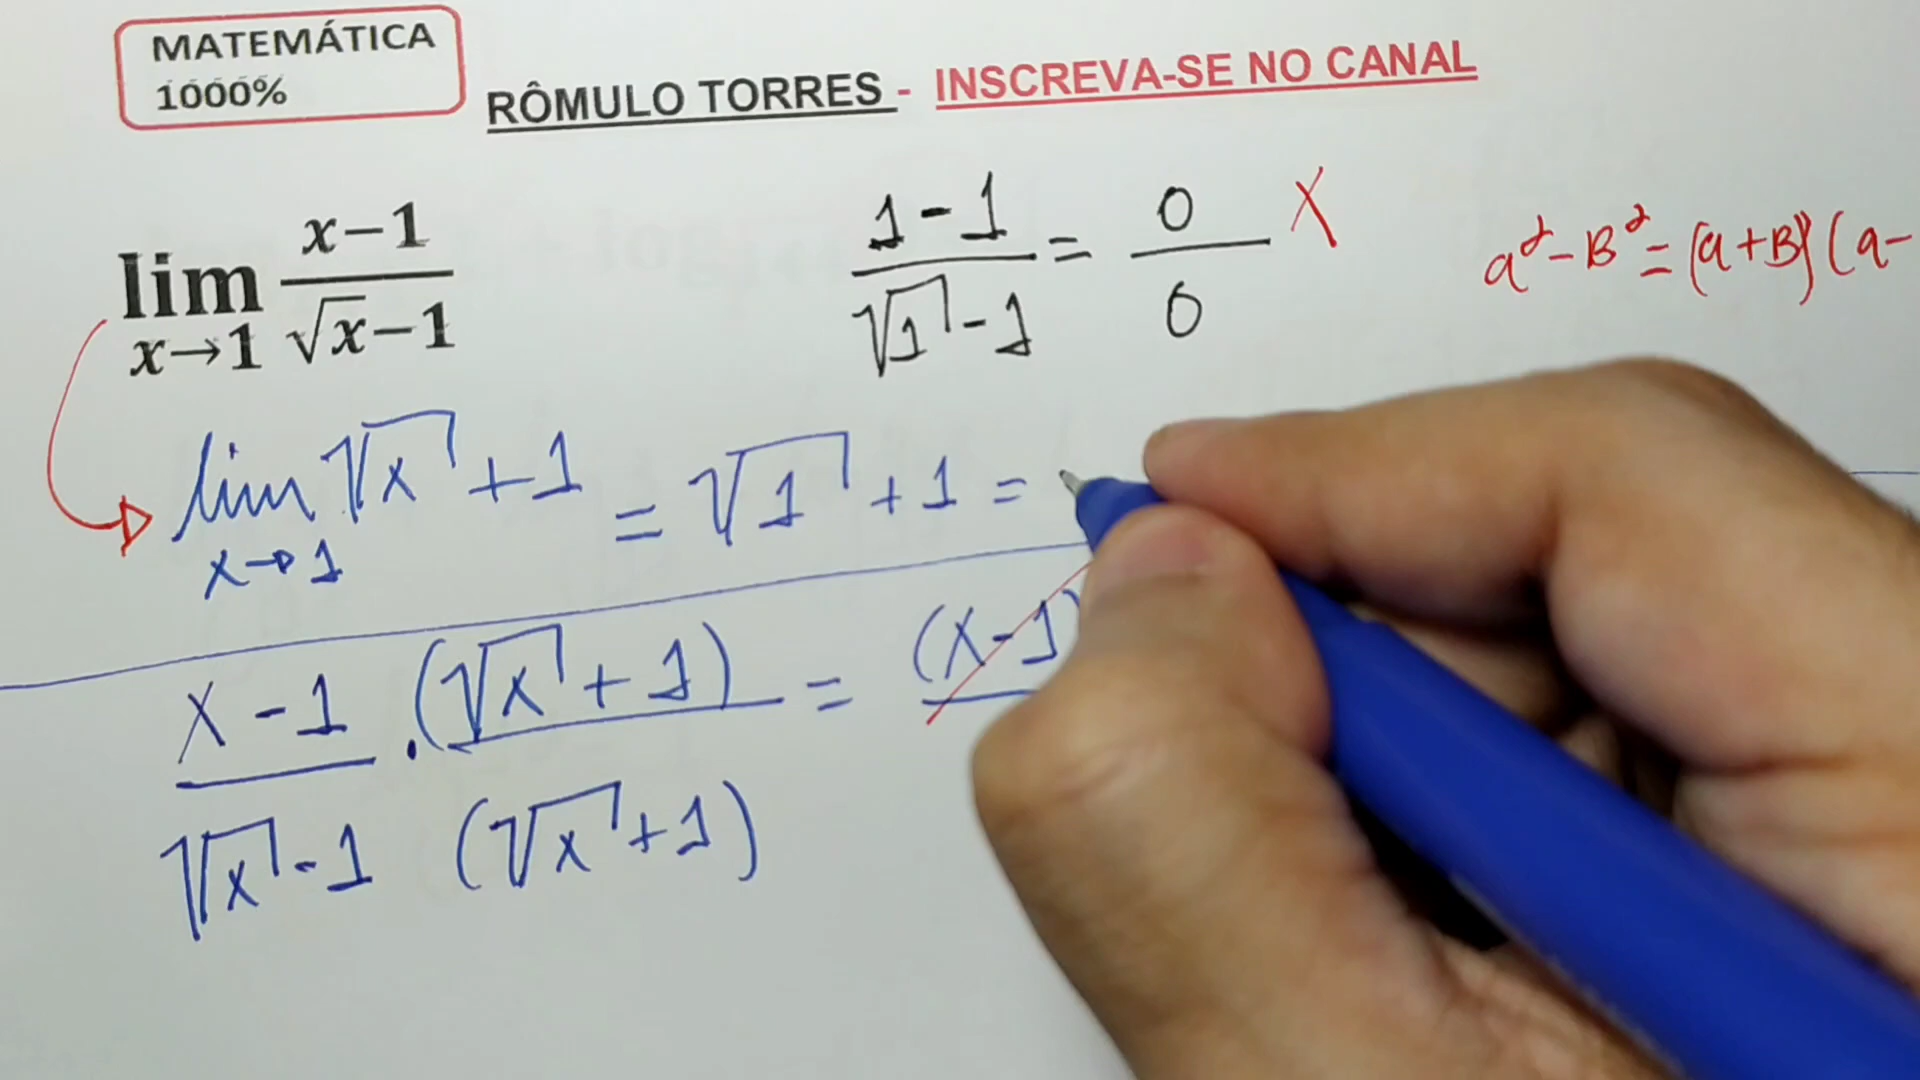 MATEMÁTICA
1000%
RÔMULO TORRES - INSCREVA-SE NO CANAL
lim x→1 x-1 / √x-1
1-1 / √1-1 = 0/0 X
a²-B²=(a+B)(a-
lim x→1 √x+1 = √1+1 =
x-1 / √x-1 . (√x+1) / (√x+1) = (x-1)